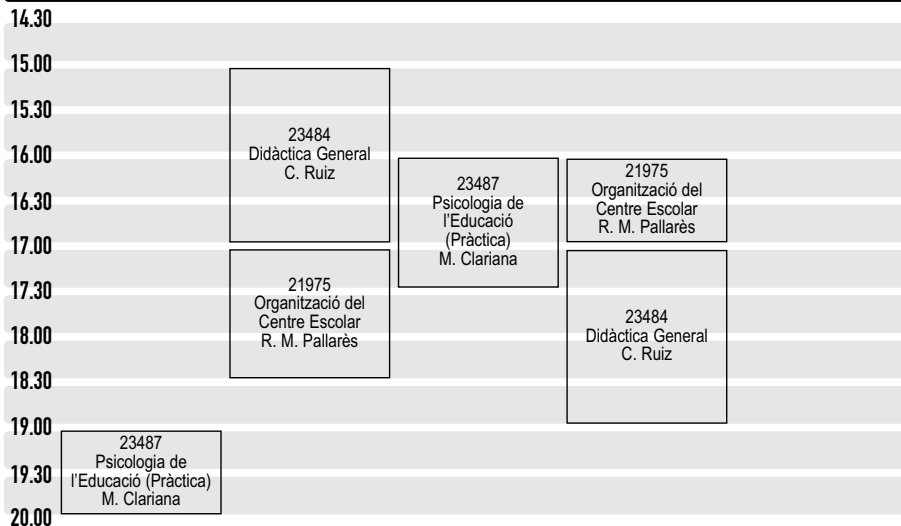 14.30
15.00
15.30
16.00
16.30
17.00
17.30
18.00
18.30
19.00
19.30
20.00
23487
Psicologia de
l’Educació (Pràctica)
M. Clariana
23484
Didàctica General
C. Ruiz
21975
Organització del
Centre Escolar
R. M. Pallarès
23487
Psicologia de
l’Educació
(Pràctica)
M. Clariana
21975
Organització del
Centre Escolar
R. M. Pallarès
23484
Didàctica General
C. Ruiz